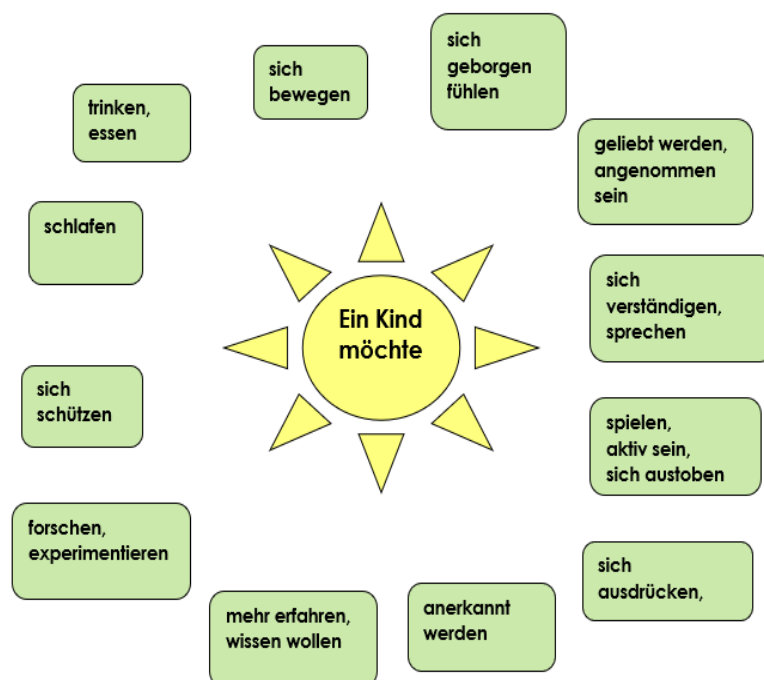 sich
geborgen
fühlen
sich
bewegen
trinken,
essen
geliebt werden,
angenommen
sein
schlafen
sich
verständigen,
sprechen
Ein Kind
möchte
sich
schützen
spielen,
aktiv sein,
sich austoben
forschen,
experimentieren
sich
ausdrücken,
anerkannt
werden
mehr erfahren,
wissen wollen